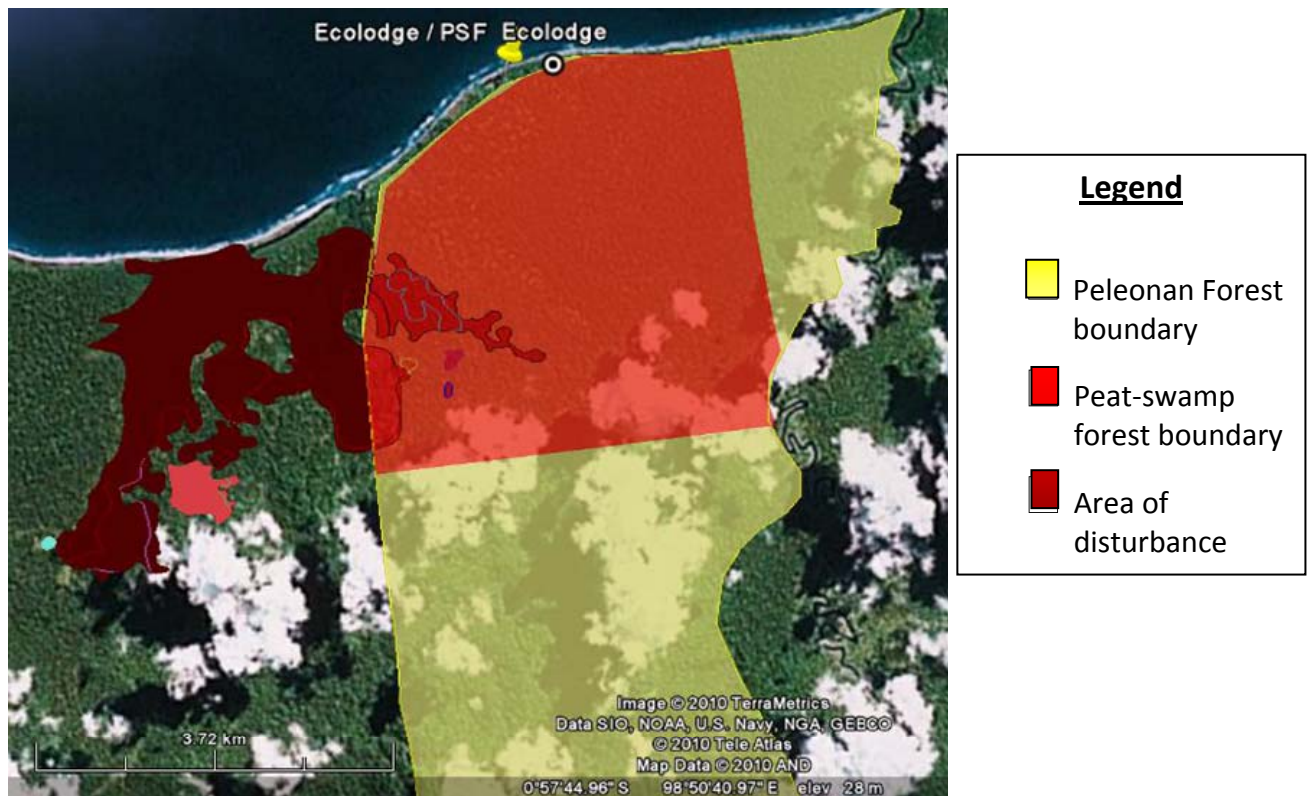 Ecolodge / PSF Ecolodge
Legend
Peleonan Forest
boundary
Peat-swamp
forest boundary
Area of
disturbance
Image © 2010 TerraMetrics
Data SIO, NOAA, U.S. Navy, NGA, GEBCO
© 2010 Tele Atlas
Map Data © 2010 AND
3.72 km
0°57'44.96" S 98°50'40.97" E elev 28 m